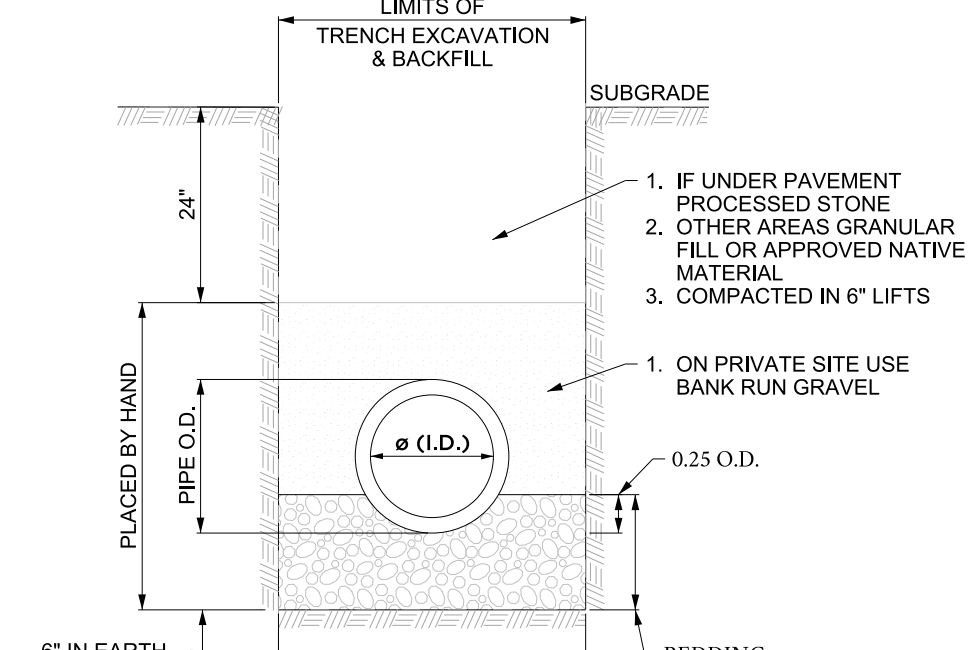 LIMITS OF
TRENCH EXCAVATION
& BACKFILL
SUBGRADE
24"
1. IF UNDER PAVEMENT
PROCESSED STONE
2. OTHER AREAS GRANULAR
FILL OR APPROVED NATIVE
MATERIAL
3. COMPACTED IN 6" LIFTS
1. ON PRIVATE SITE USE
BANK RUN GRAVEL
PLACED BY HAND
PIPE O.D.
ø (I.D.)
0.25 O.D.
6" IN EARTH
BEDDING